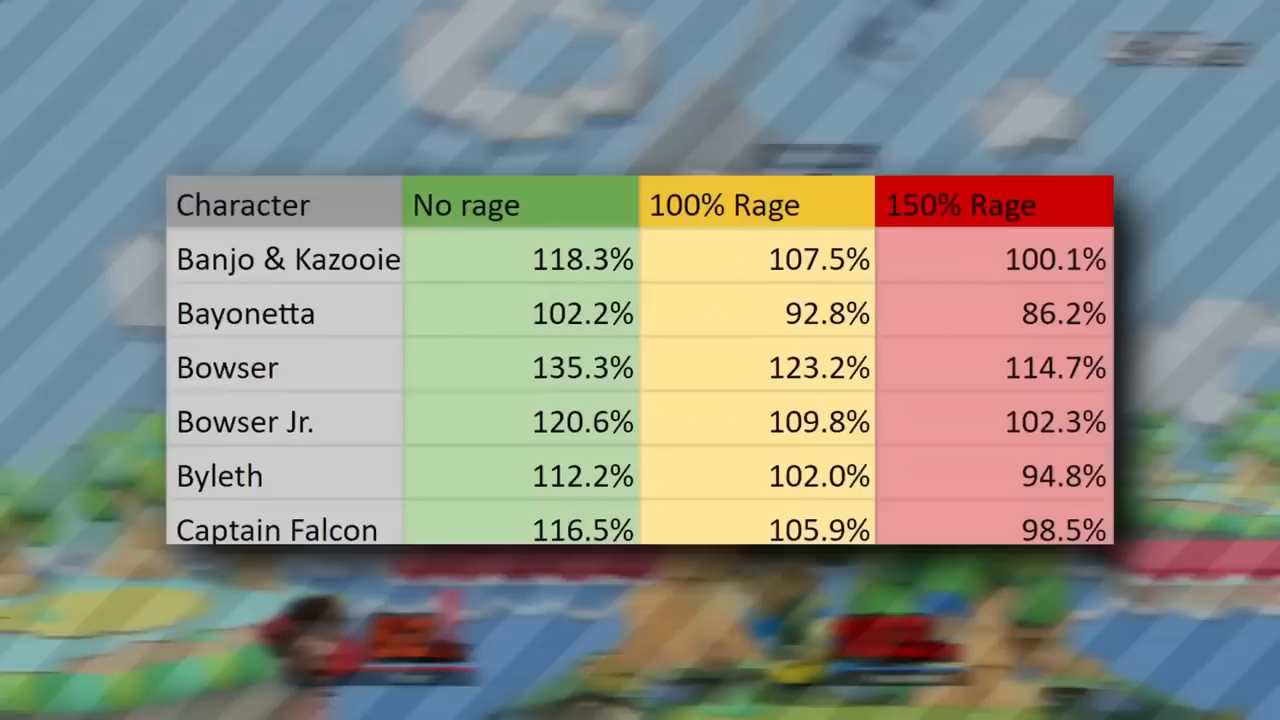 Character No rage 100% Rage 150% Rage
Banjo & Kazooie 118.3% 107.5% 100.1%
Bayonetta 102.2% 92.8% 86.2%
Bowser 135.3% 123.2% 114.7%
Bowser Jr. 120.6% 109.8% 102.3%
Byleth 112.2% 102.0% 94.8%
Captain Falcon 116.5% 105.9% 98.5%